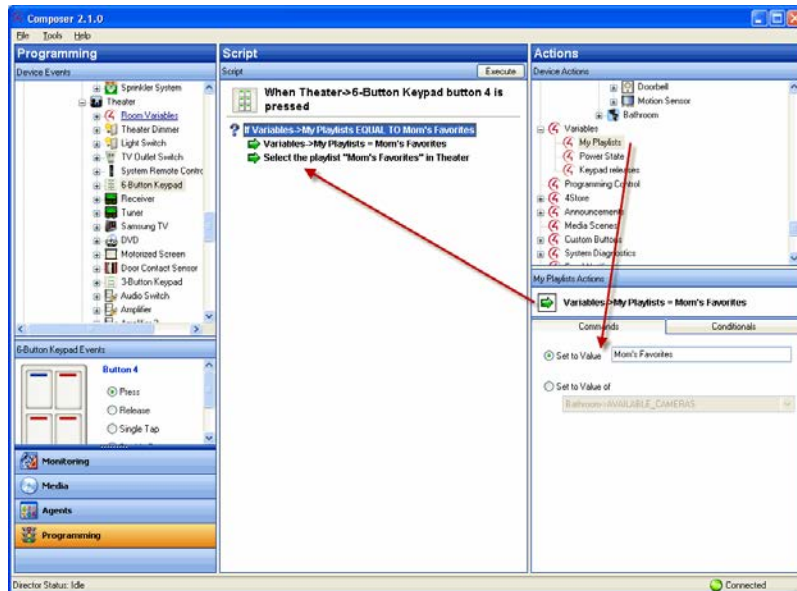 Composer 2.1.0
File Tools Help
Programming
Device Events
Sprinkler System
Theater
Room Variables
Theater Dimmer
Light Switch
TV Outlet Switch
System Remote Contrc
6-Button Keypad
Receiver
Tuner
Samsung TV
DVD
Motorized Screen
Door Contact Sensor
3-Button Keypad
Audio Switch
Amplifier
6-Button Keypad Events
Button 4
Press
Release
Single Tap
Monitoring
Media
Agents
Programming
Script
Script Execute
When Theater->6-Button Keypad button 4 is
pressed
If Variables->My Playlists EQUAL TO Mom's Favorites
Variables->My Playlists = Mom's Favorites
Select the playlist "Mom's Favorites" in Theater
Actions
Device Actions
Doorbell
Motion Sensor
Bathroom
Variables
My Playlists
Power State
Keypad releases
Programming Control
4Store
Announcements
Media Scenes
Custom Buttons
System Diagnostics
My Playlists Actions
Variables->My Playlists = Mom's Favorites
Commands Conditionals
Set to Value Mom's Favorites
Set to Value of
Bathroom->AVAILABLE_CAMERAS
Director Status: Idle
Connected